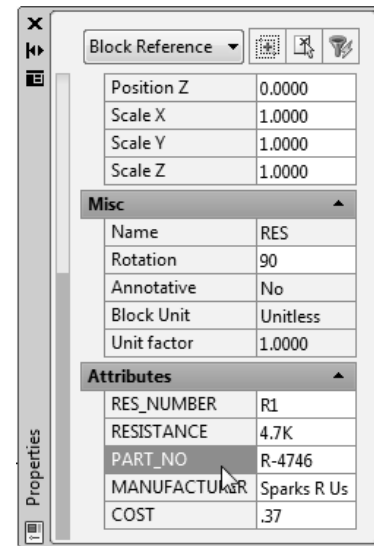 Block Reference
Position Z 0.0000
Scale X 1.0000
Scale Y 1.0000
Scale Z 1.0000
Misc
Name RES
Rotation 90
Annotative No
Block Unit Unitless
Unit factor 1.0000
Attributes
RES_NUMBER R1
RESISTANCE 4.7K
PART_NO R-4746
MANUFACTURER Sparks R Us
COST .37
Properties